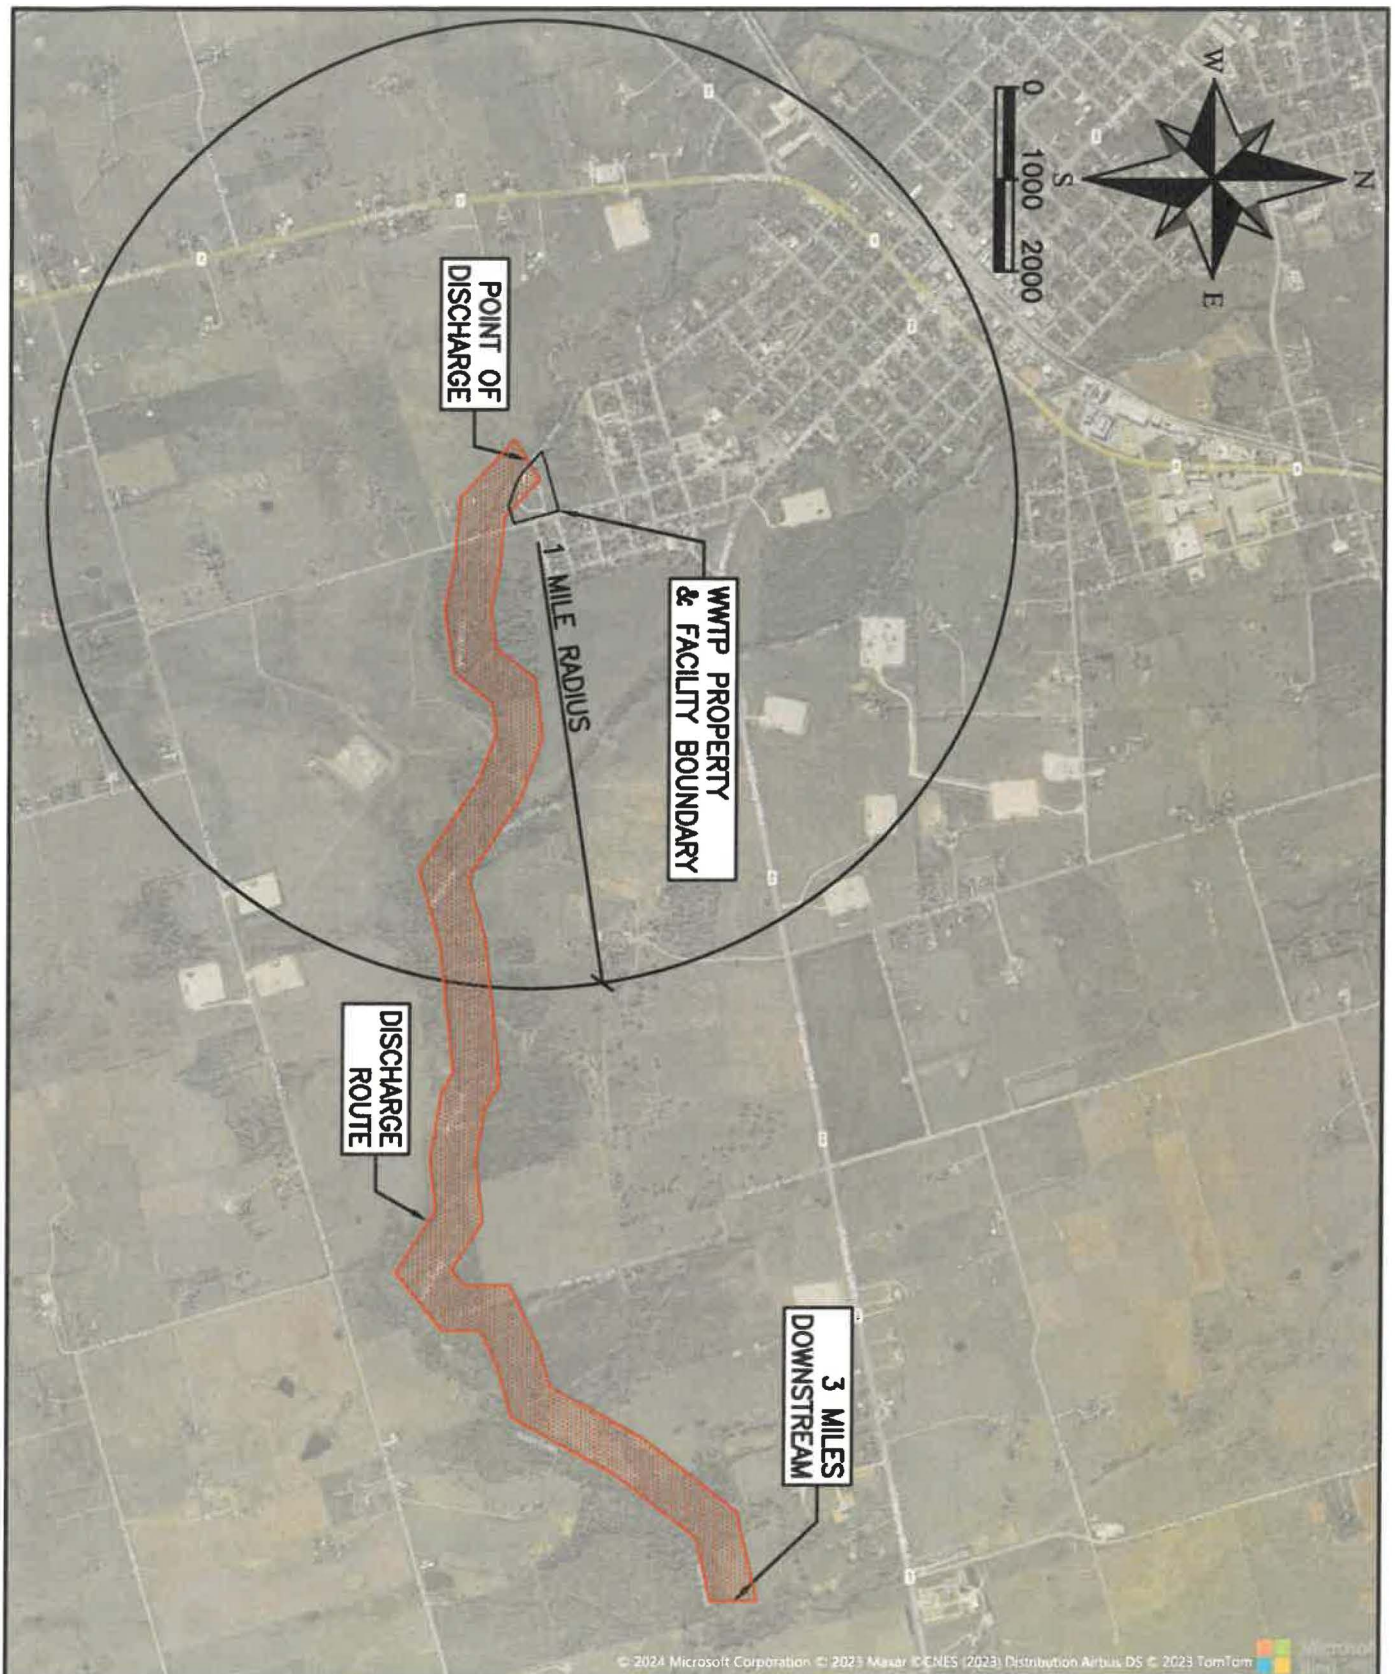 W
N
S
E
0 1000 2000
POINT OF
DISCHARGE
WWTP PROPERTY
& FACILITY BOUNDARY
1 MILE RADIUS
DISCHARGE
ROUTE
3 MILES
DOWNSTREAM
Microsoft
© 2024 Microsoft Corporation © 2023 Maxar © CNES (2023) Distribution Airbus DS © 2023 TomTom